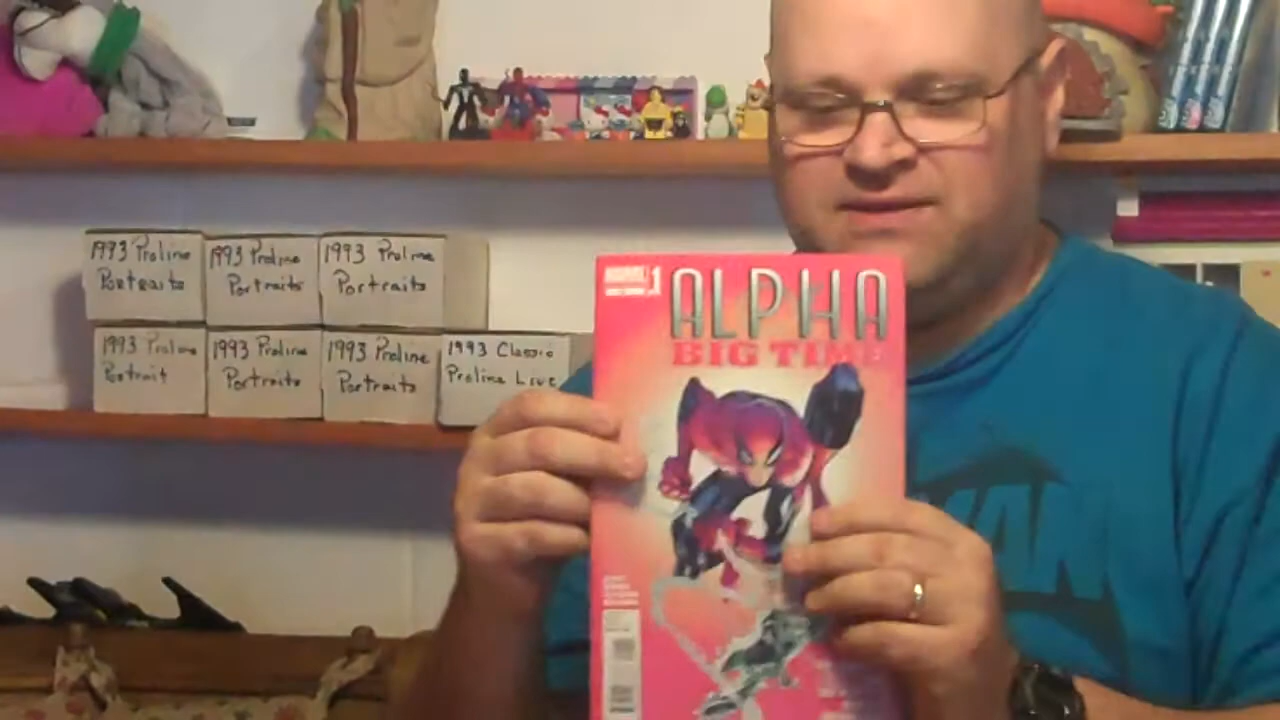 1993 Proline
Portraits
1993 Proline
Portraits
1993 Proline
Portraits
1993 Proline
Portrait
1993 Proline
Portraits
1993 Proline
Portraits
1993 Classic
Proline Live
MARVEL
.1
ALPHA
BIG TIME